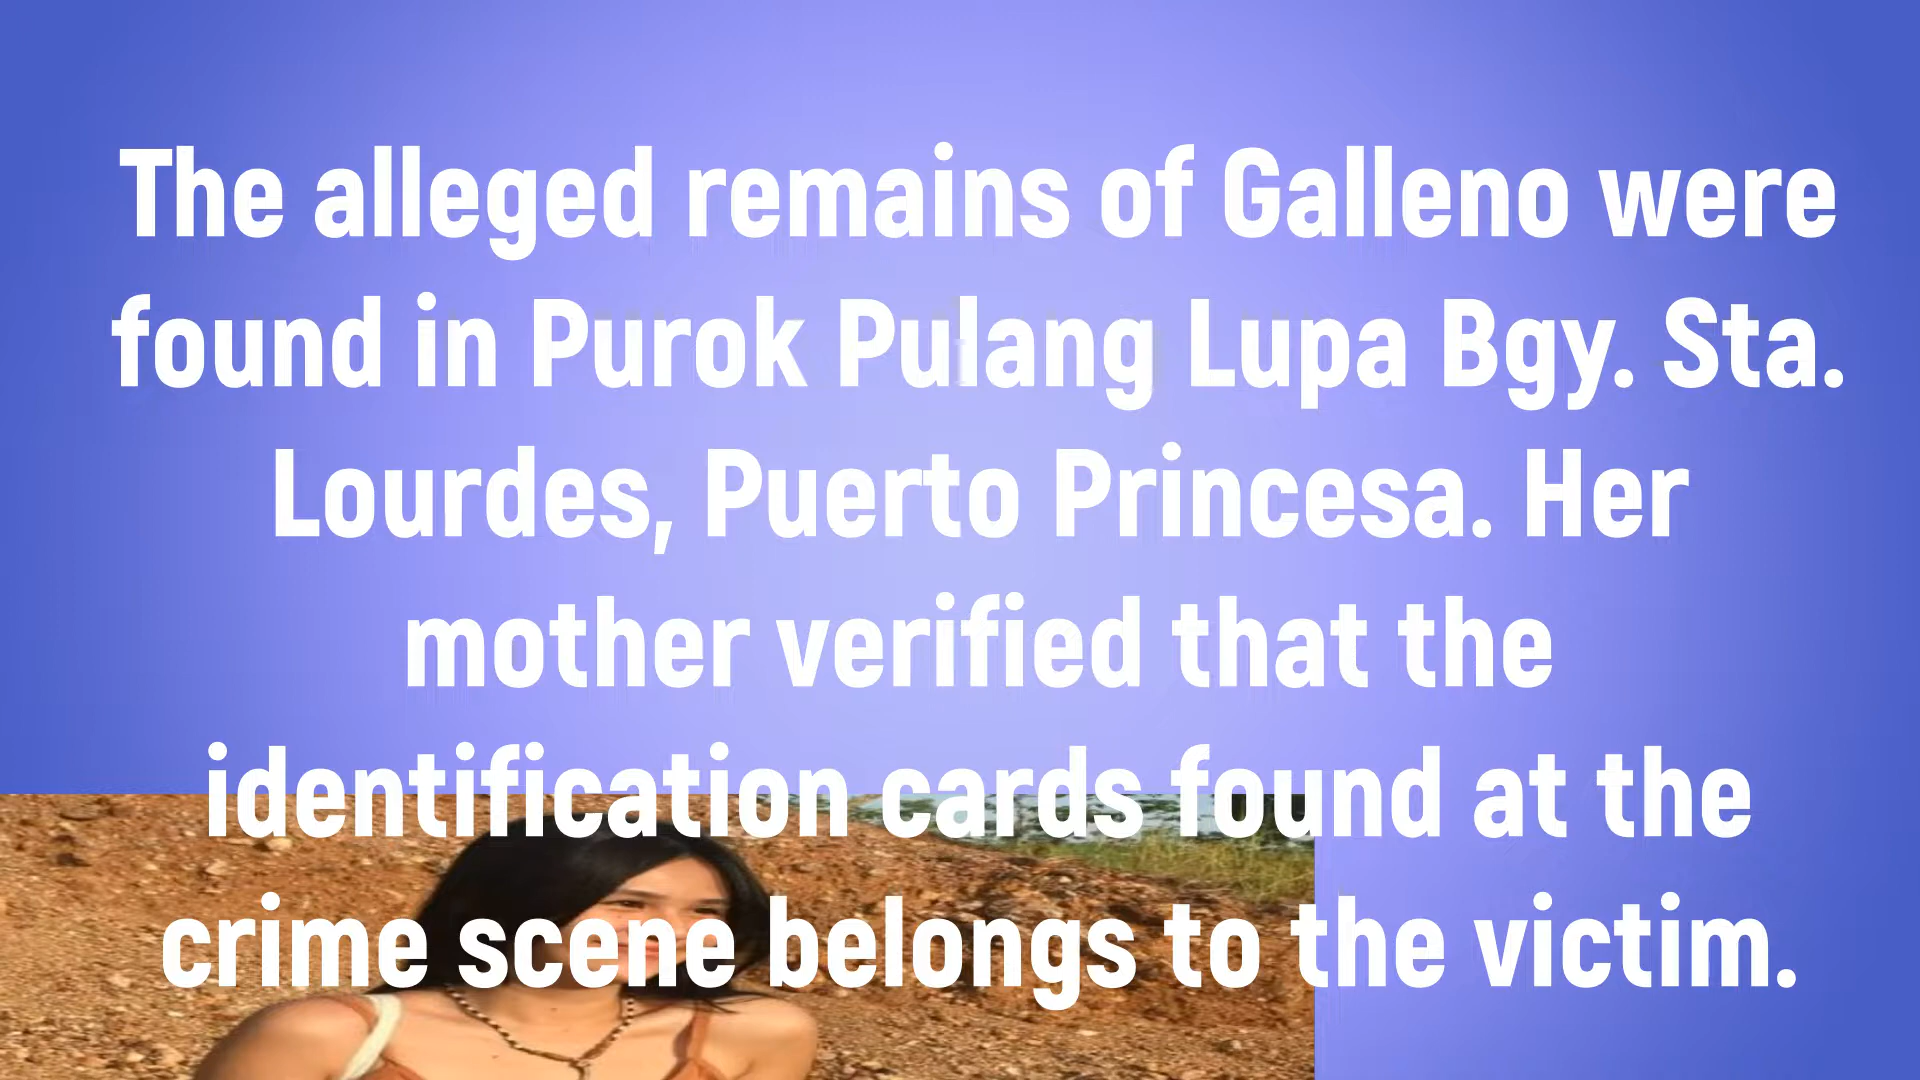 The alleged remains of Galleno were
found in Purok Pulang Lupa Bgy. Sta.
Lourdes, Puerto Princesa. Her
mother verified that the
identification cards found at the
crime scene belongs to the victim.